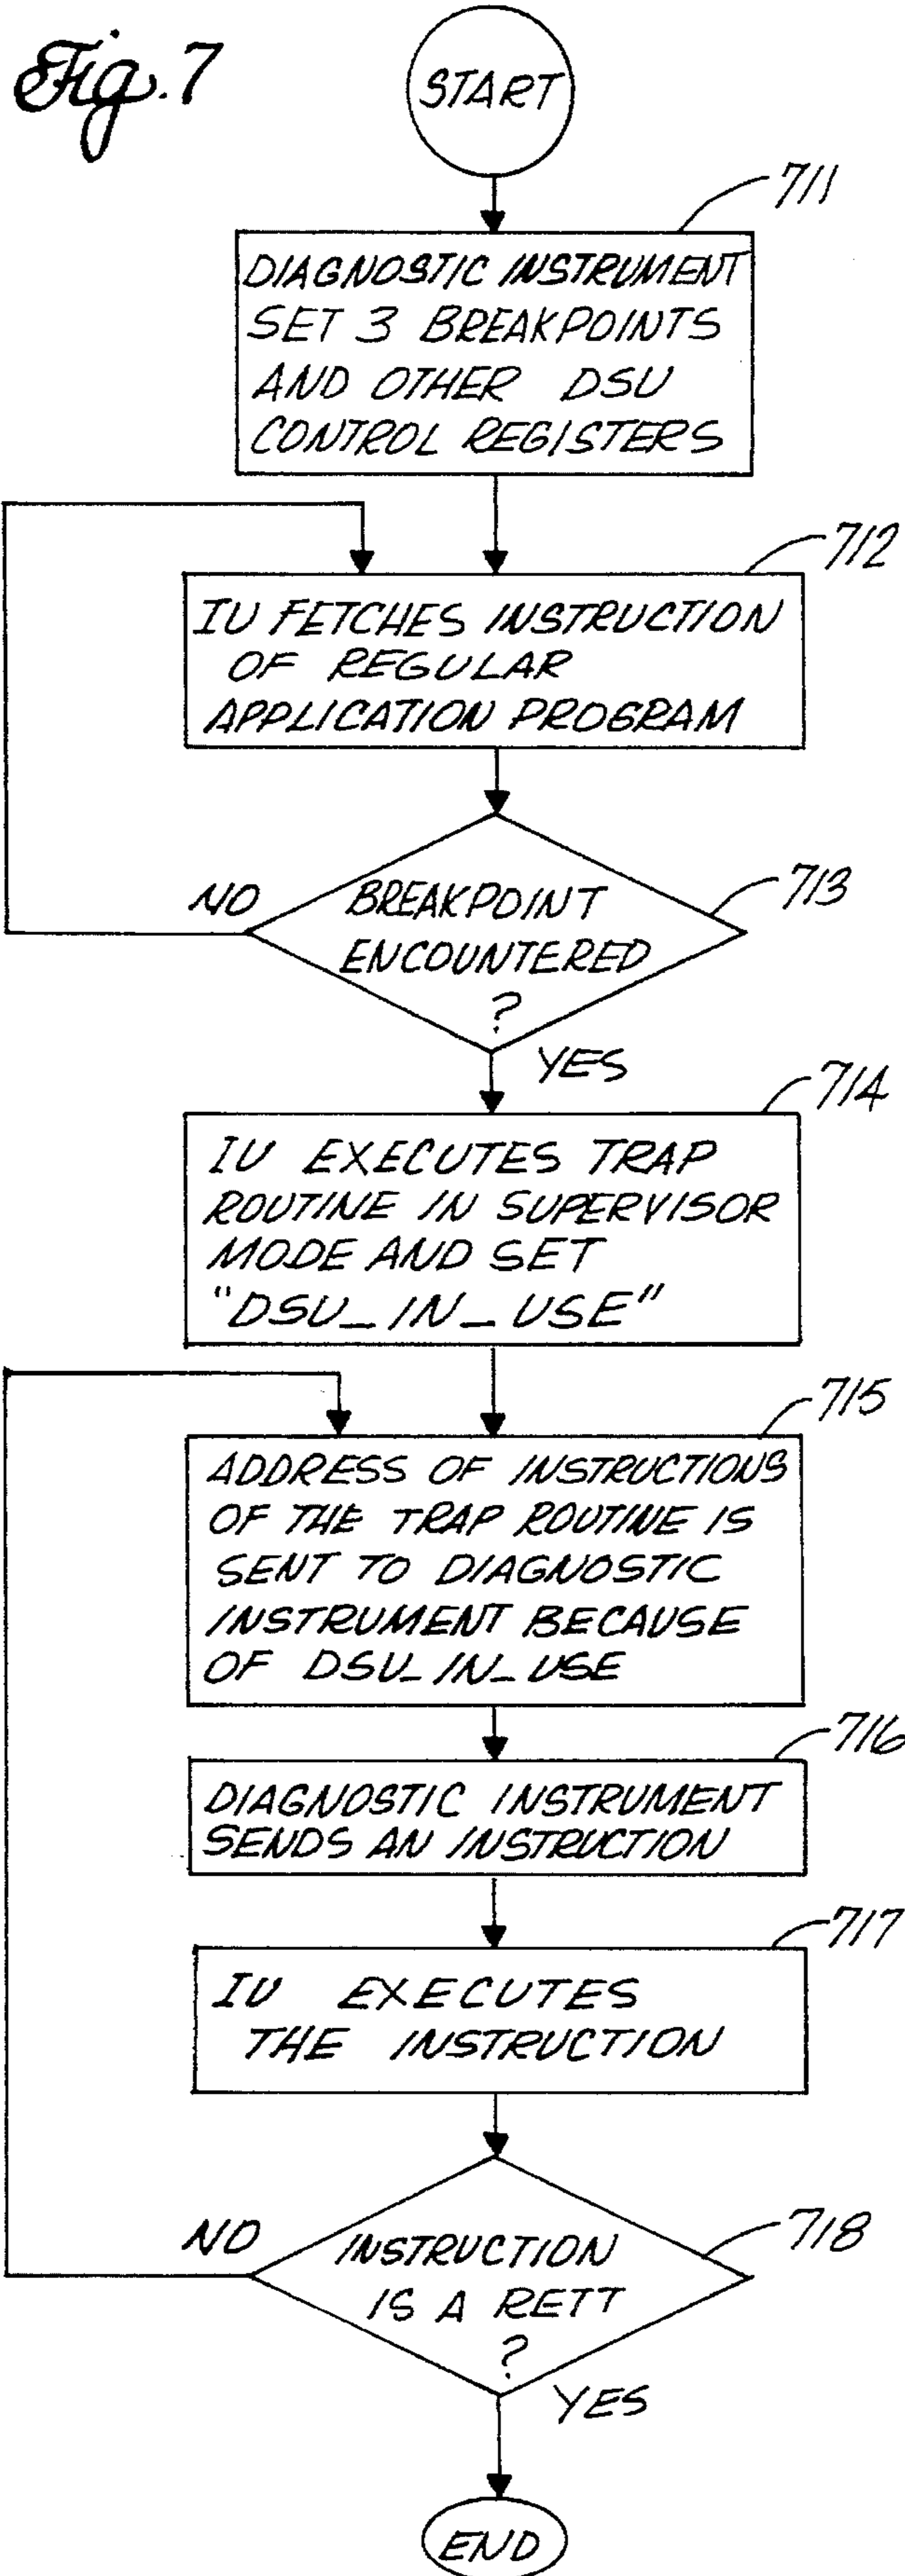 Fig. 7
START
711
DIAGNOSTIC INSTRUMENT
SET 3 BREAKPOINTS
AND OTHER DSU
CONTROL REGISTERS
712
IU FETCHES INSTRUCTION
OF REGULAR
APPLICATION PROGRAM
713
NO
BREAKPOINT
ENCOUNTERED
?
YES
714
IU EXECUTES TRAP
ROUTINE IN SUPERVISOR
MODE AND SET
"DSU_IN_USE"
715
ADDRESS OF INSTRUCTIONS
OF THE TRAP ROUTINE IS
SENT TO DIAGNOSTIC
INSTRUMENT BECAUSE
OF DSU_IN_USE
716
DIAGNOSTIC INSTRUMENT
SENDS AN INSTRUCTION
717
IU EXECUTES
THE INSTRUCTION
718
NO
INSTRUCTION
IS A RETT
?
YES
END